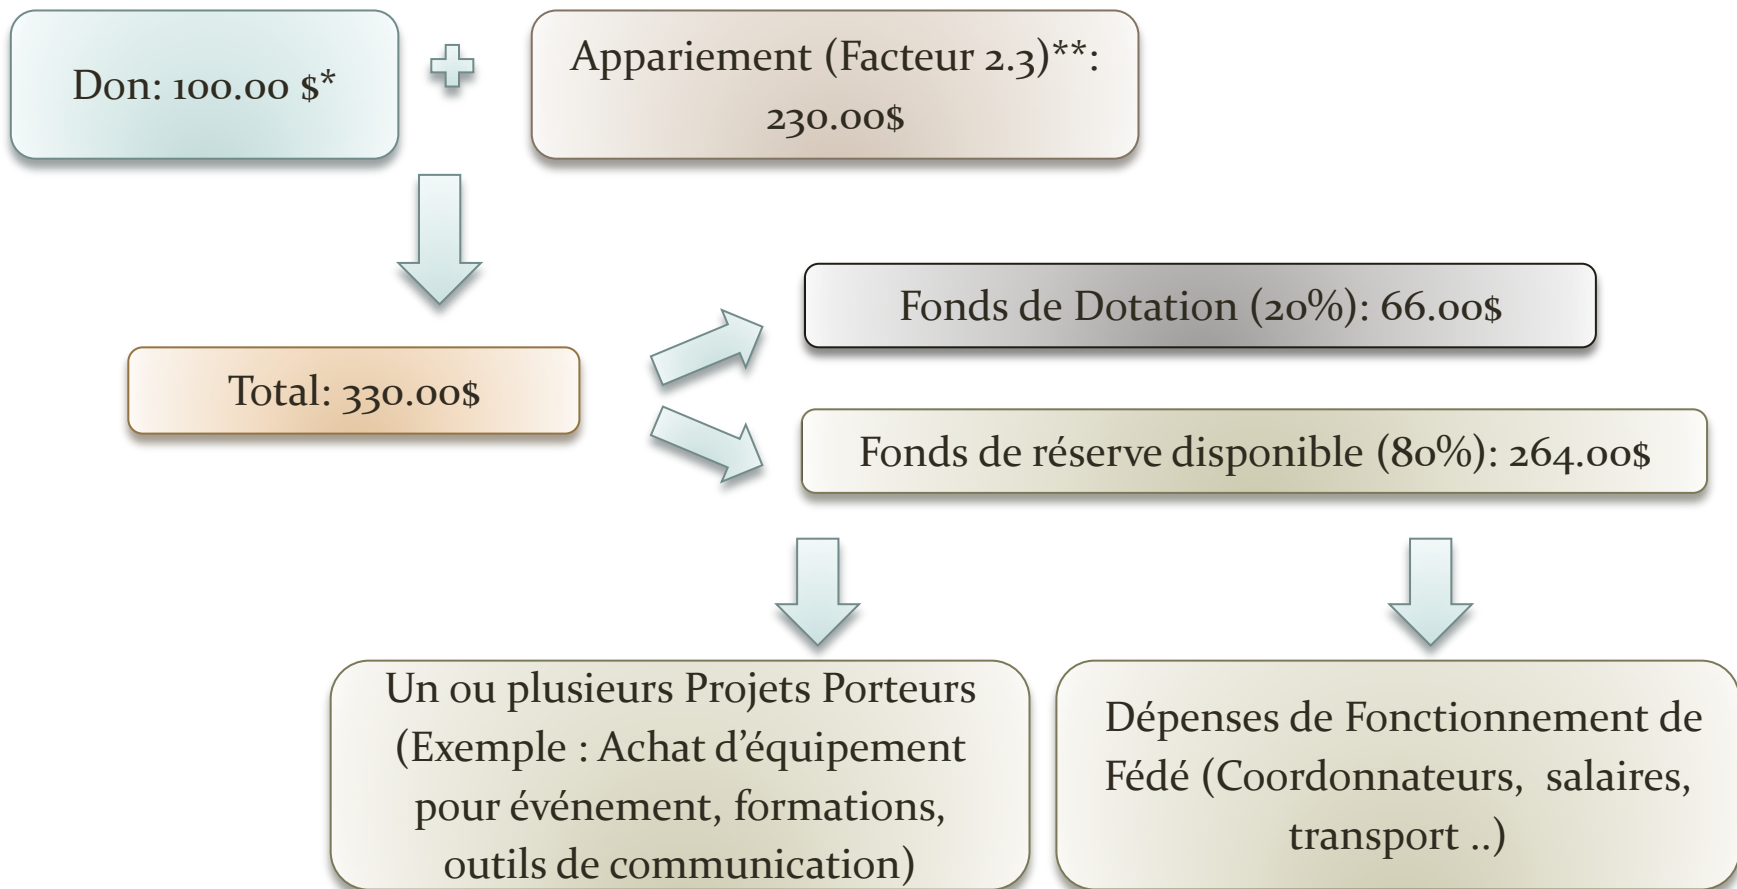 Don: 100.00 $*
Appariement (Facteur 2.3)**:
230.00$
Total: 330.00$
Fonds de Dotation (20%): 66.00$
Fonds de réserve disponible (80%): 264.00$
Un ou plusieurs Projets Porteurs
(Exemple : Achat d’équipement
pour événement, formations,
outils de communication)
Dépenses de Fonctionnement de
Fédé (Coordonnateurs, salaires,
transport ..)